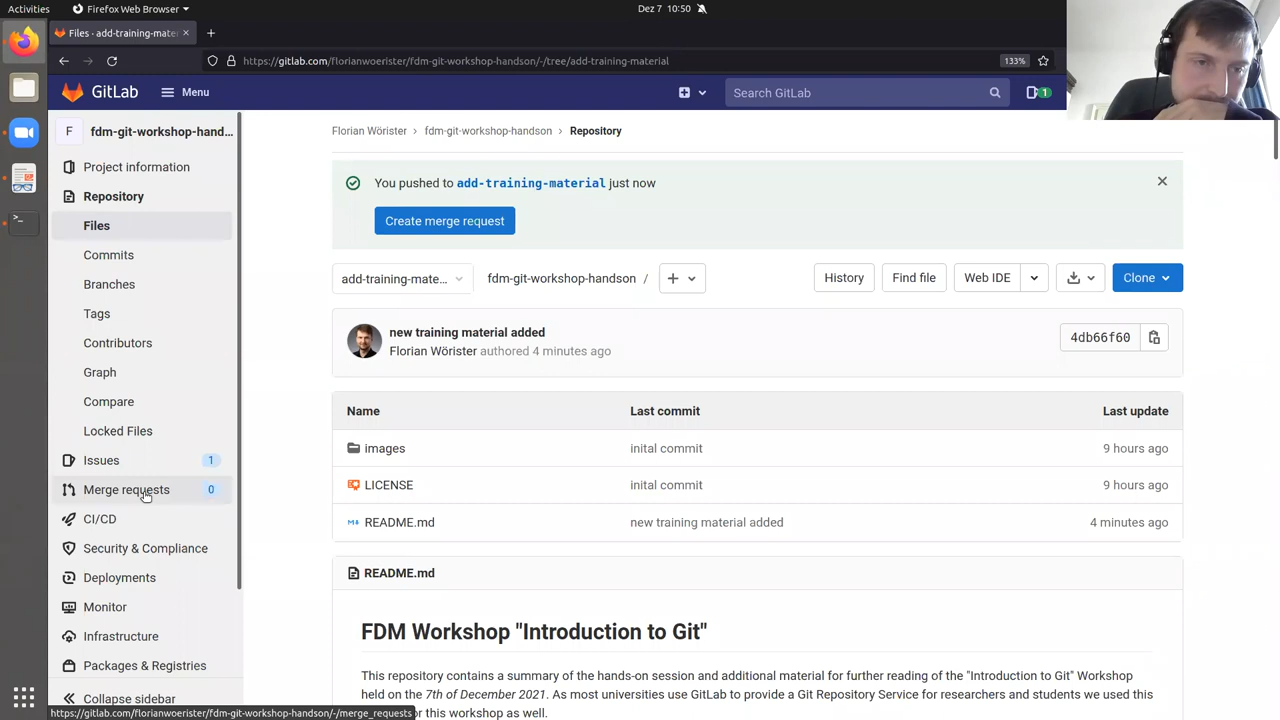 Activities
Firefox Web Browser
Dez 7 10:50
Files · add-training-mate
https://gitlab.com/florianwoerister/fdm-git-workshop-handson/-/tree/add-training-material
133%
GitLab
Menu
Search GitLab
1
F
fdm-git-workshop-hand...
Project information
Repository
Files
Commits
Branches
Tags
Contributors
Graph
Compare
Locked Files
Issues
1
Merge requests
0
CI/CD
Security & Compliance
Deployments
Monitor
Infrastructure
Packages & Registries
Collapse sidebar
https://gitlab.com/florianwoerister/fdm-git-workshop-handson/-/merge_requests
Florian Wörister › fdm-git-workshop-handson › Repository
You pushed to add-training-material just now
Create merge request
add-training-mate...
fdm-git-workshop-handson /
History
Find file
Web IDE
Clone
new training material added
Florian Wörister authored 4 minutes ago
4db66f60
Name Last commit Last update
images inital commit 9 hours ago
LICENSE inital commit 9 hours ago
README.md new training material added 4 minutes ago
README.md
FDM Workshop "Introduction to Git"
This repository contains a summary of the hands-on session and additional material for further reading of the "Introduction to Git" Workshop
held on the 7th of December 2021. As most universities use GitLab to provide a Git Repository Service for researchers and students we used this
for this workshop as well.